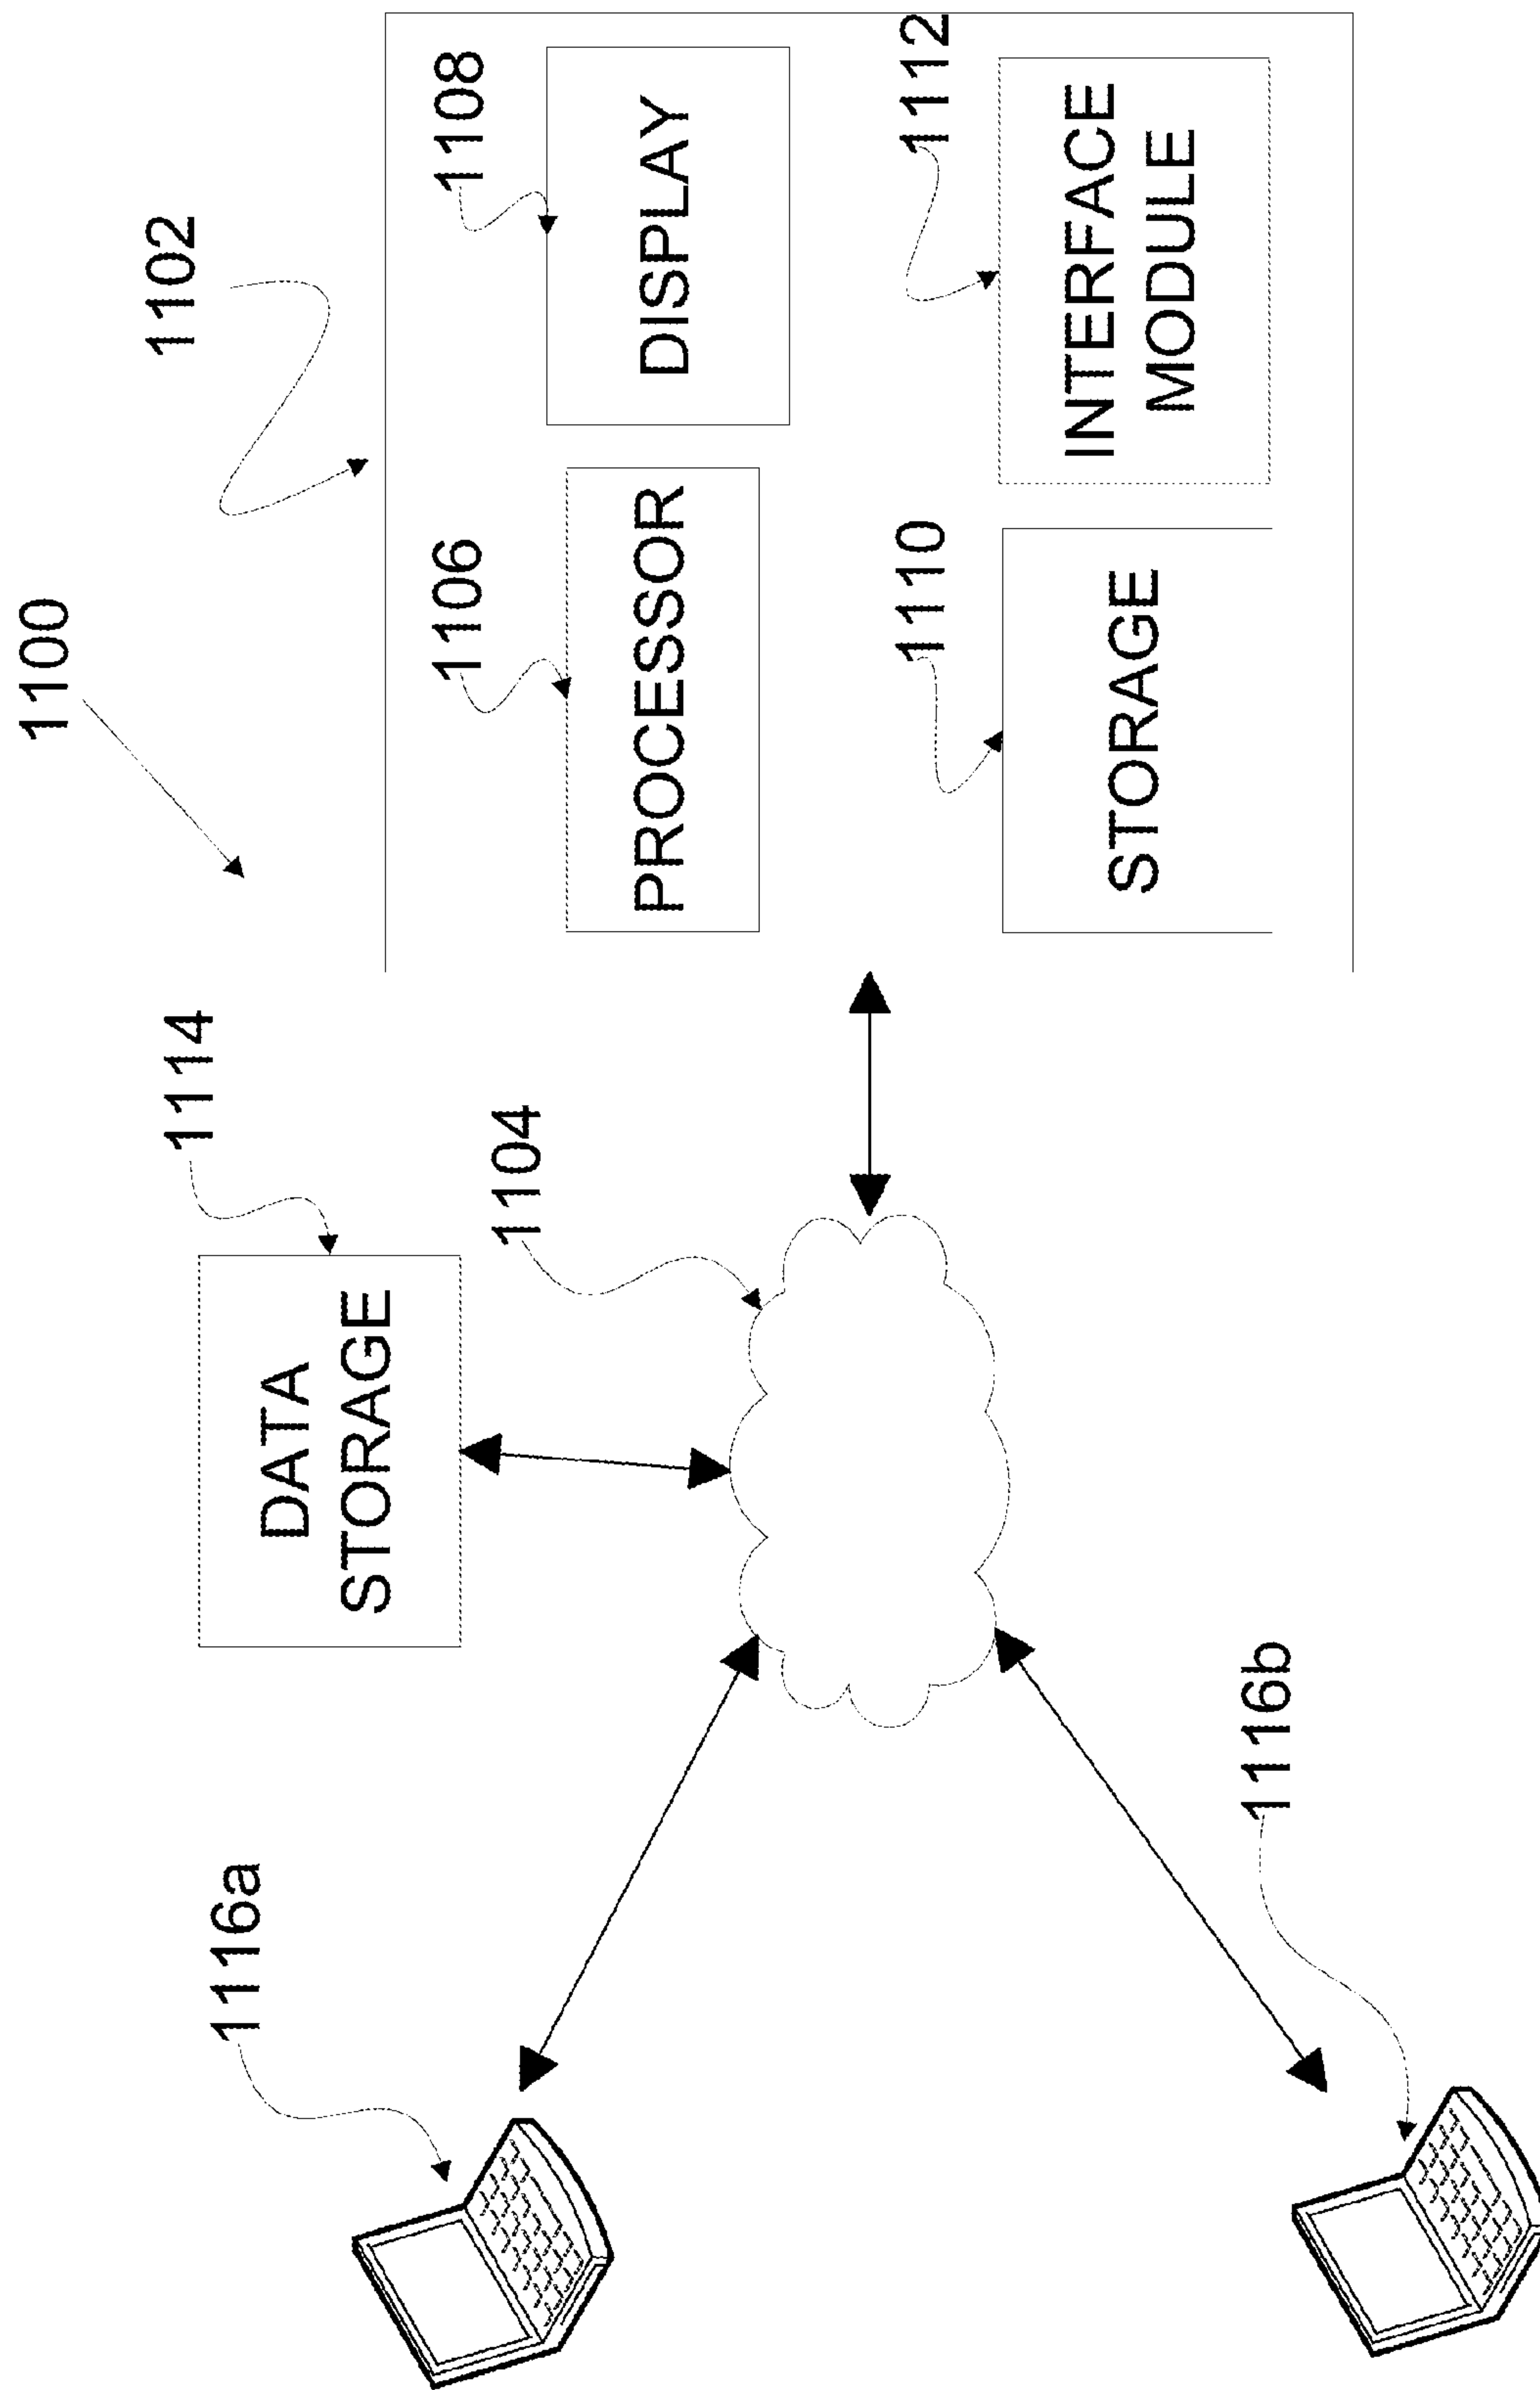 1100
1102
1114
1116a
1106
PROCESSOR
1108
DISPLAY
DATA
STORAGE
1104
1110
STORAGE
1112
INTERFACE
MODULE
1116b